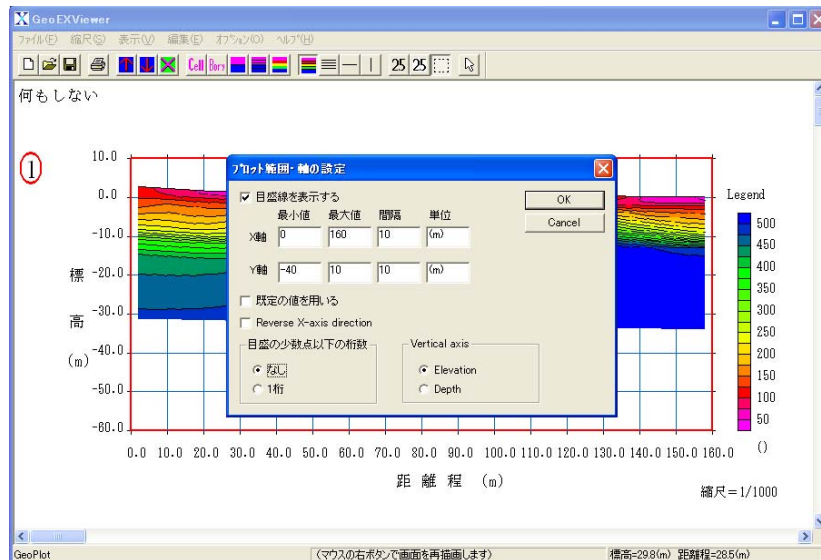 GeoEXViewer
ファイル(F) 縮尺(S) 表示(V) 編集(E) オプション(O) ヘルプ(H)
Cell Bory 25 25
何もしない
1
10.0
0.0
-10.0
-20.0
-30.0
-40.0
-50.0
-60.0
標高(m)
プロット範囲・軸の設定
目盛線を表示する
最小値 最大値 間隔 単位
X軸 0 160 10 (m)
Y軸 -40 10 10 (m)
既定の値を用いる
Reverse X-axis direction
目盛の少数点以下の桁数
なし
1桁
Vertical axis
Elevation
Depth
OK
Cancel
Legend
500
450
400
350
300
250
200
150
100
50
()
0.0 10.0 20.0 30.0 40.0 50.0 60.0 70.0 80.0 90.0 100.0 110.0 120.0 130.0 140.0 150.0 160.0
距離程 (m)
縮尺=1/1000
GeoPlot (マウスの右ボタンで画面を再描画します) 標高=29.8(m) 距離程=28.5(m)